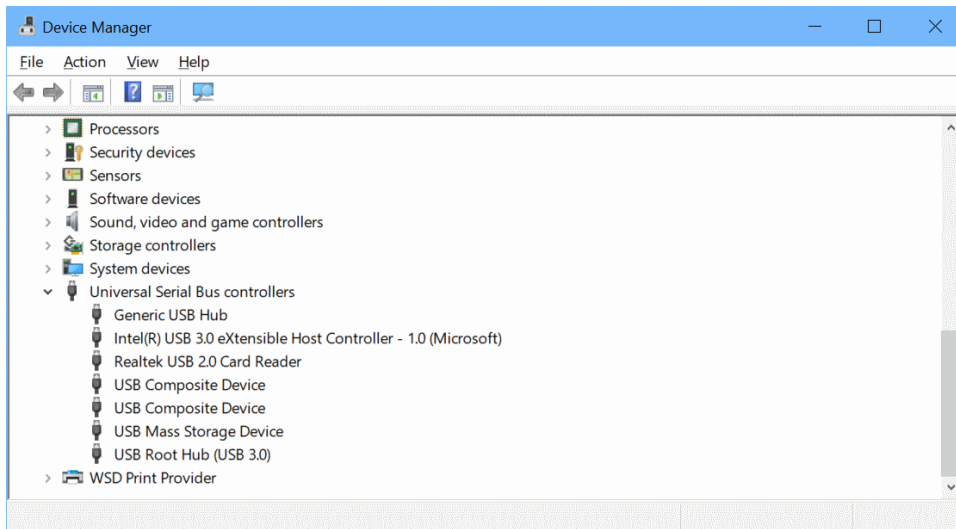 Device Manager
File Action View Help
Processors
Security devices
Sensors
Software devices
Sound, video and game controllers
Storage controllers
System devices
Universal Serial Bus controllers
Generic USB Hub
Intel(R) USB 3.0 eXtensible Host Controller - 1.0 (Microsoft)
Realtek USB 2.0 Card Reader
USB Composite Device
USB Composite Device
USB Mass Storage Device
USB Root Hub (USB 3.0)
WSD Print Provider